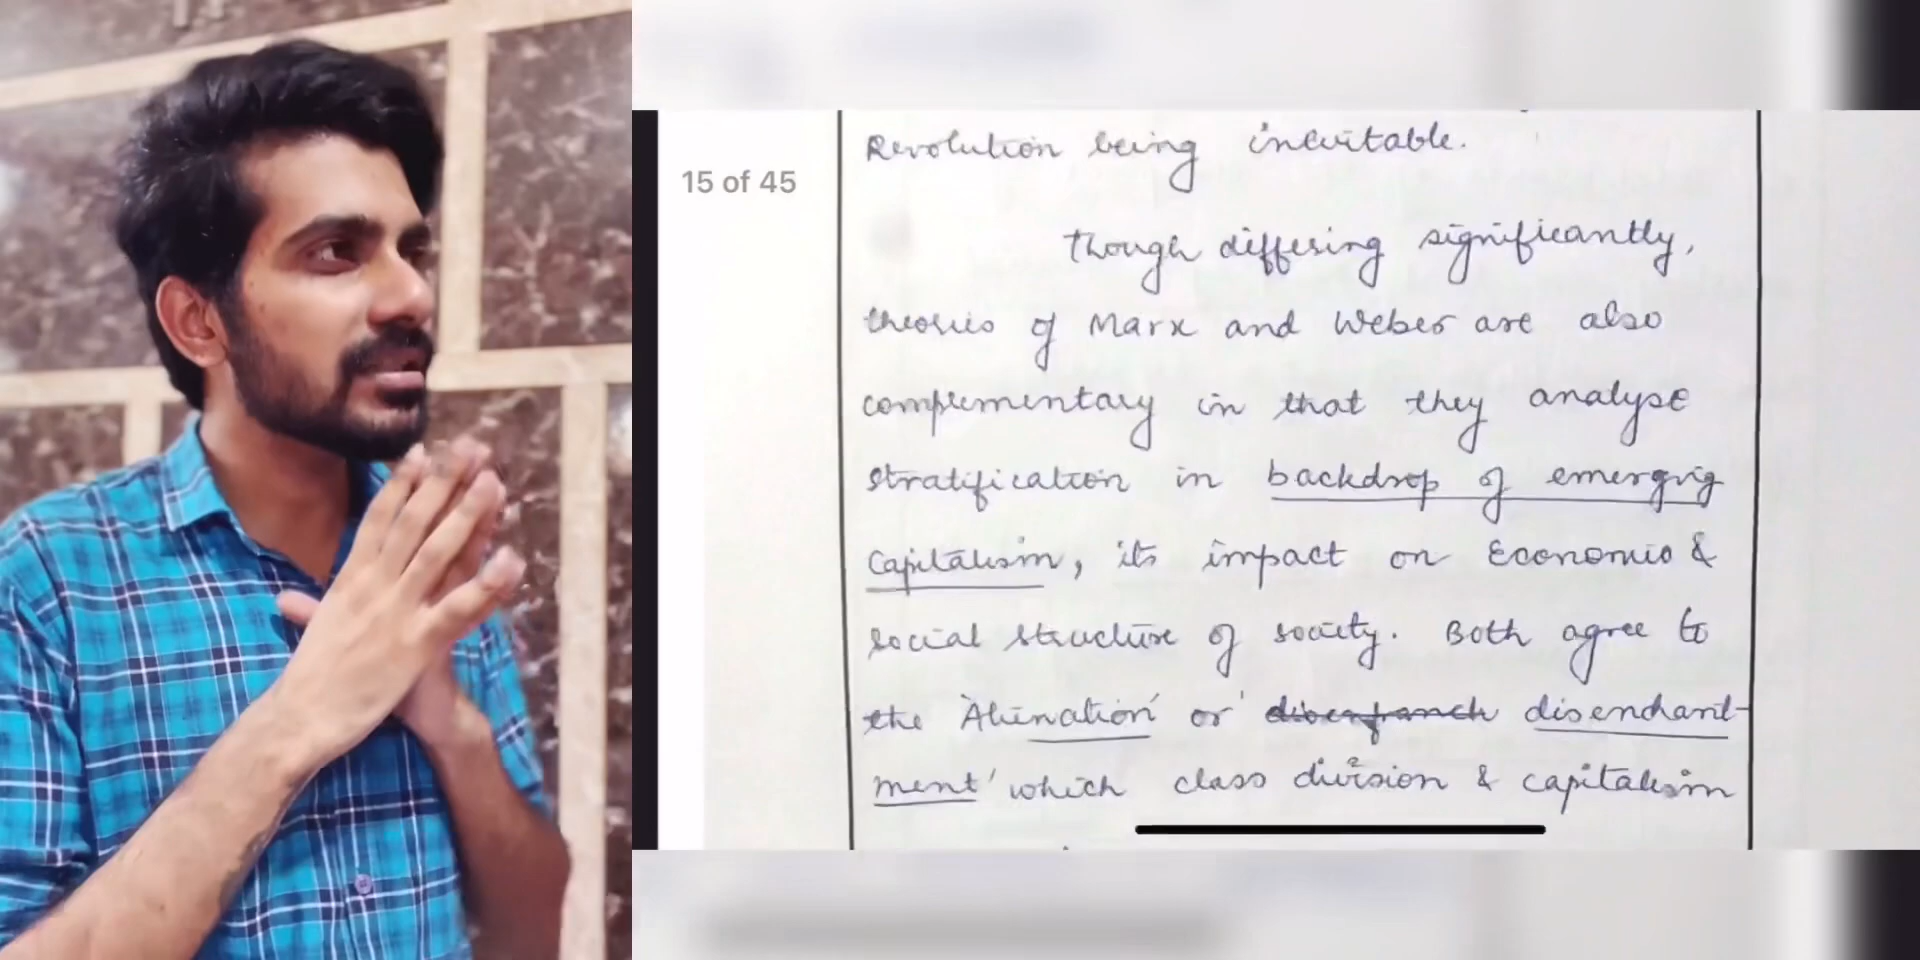 15 of 45
Revolution being inevitable.
Though differing significantly,
theories of Marx and Weber are also
complementary in that they analyse
stratification in backdrop of emergig
Capitalism, its impact on Economic &
social structure of society. Both agree to
the 'Alienation' or ' disenfranch disenchant-
ment' which class division & capitalism